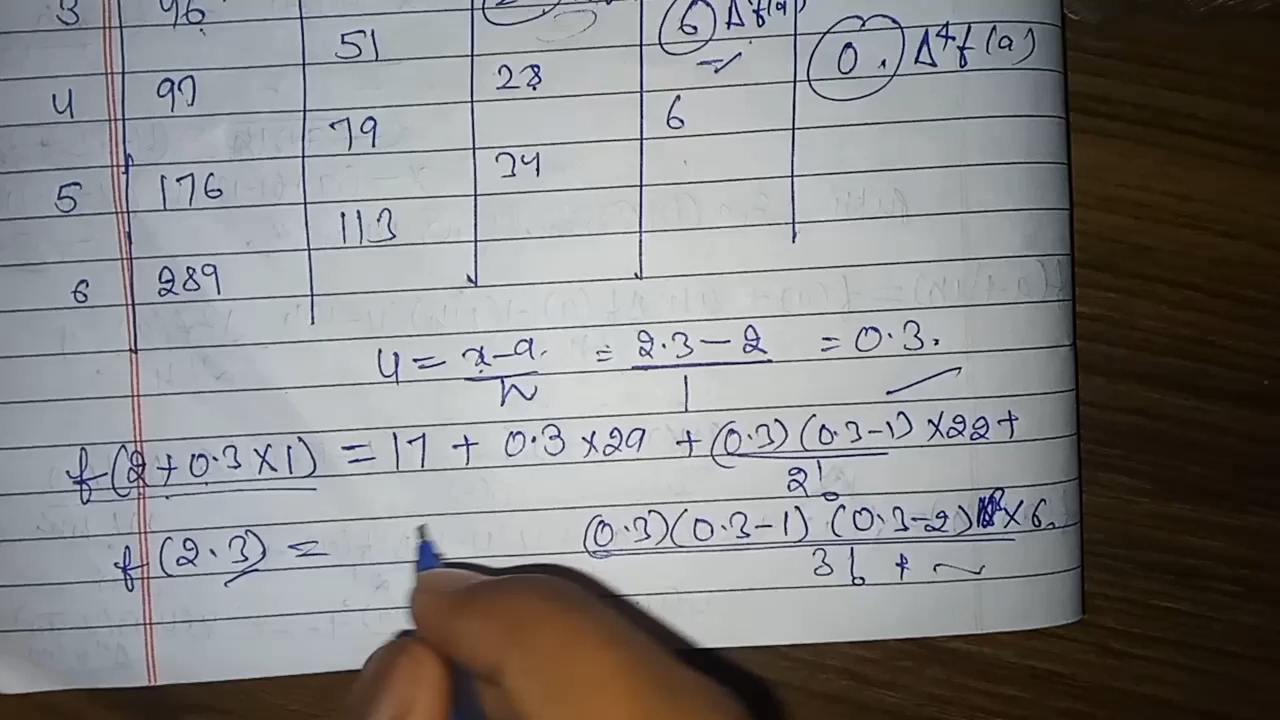 3 46
6 Δ³f(a)
51 0. Δ⁴f(a)
4 97 28
79 6
5 176 34
113
6 289
u = x-a / h = 2.3-2 / 1 = 0.3.
f(2+0.3×1) = 17 + 0.3×29 + (0.3)(0.3-1)×22+ / 2!
(0.3)(0.3-1)(0.3-2)×6. / 3! + ~
f(2.3) =